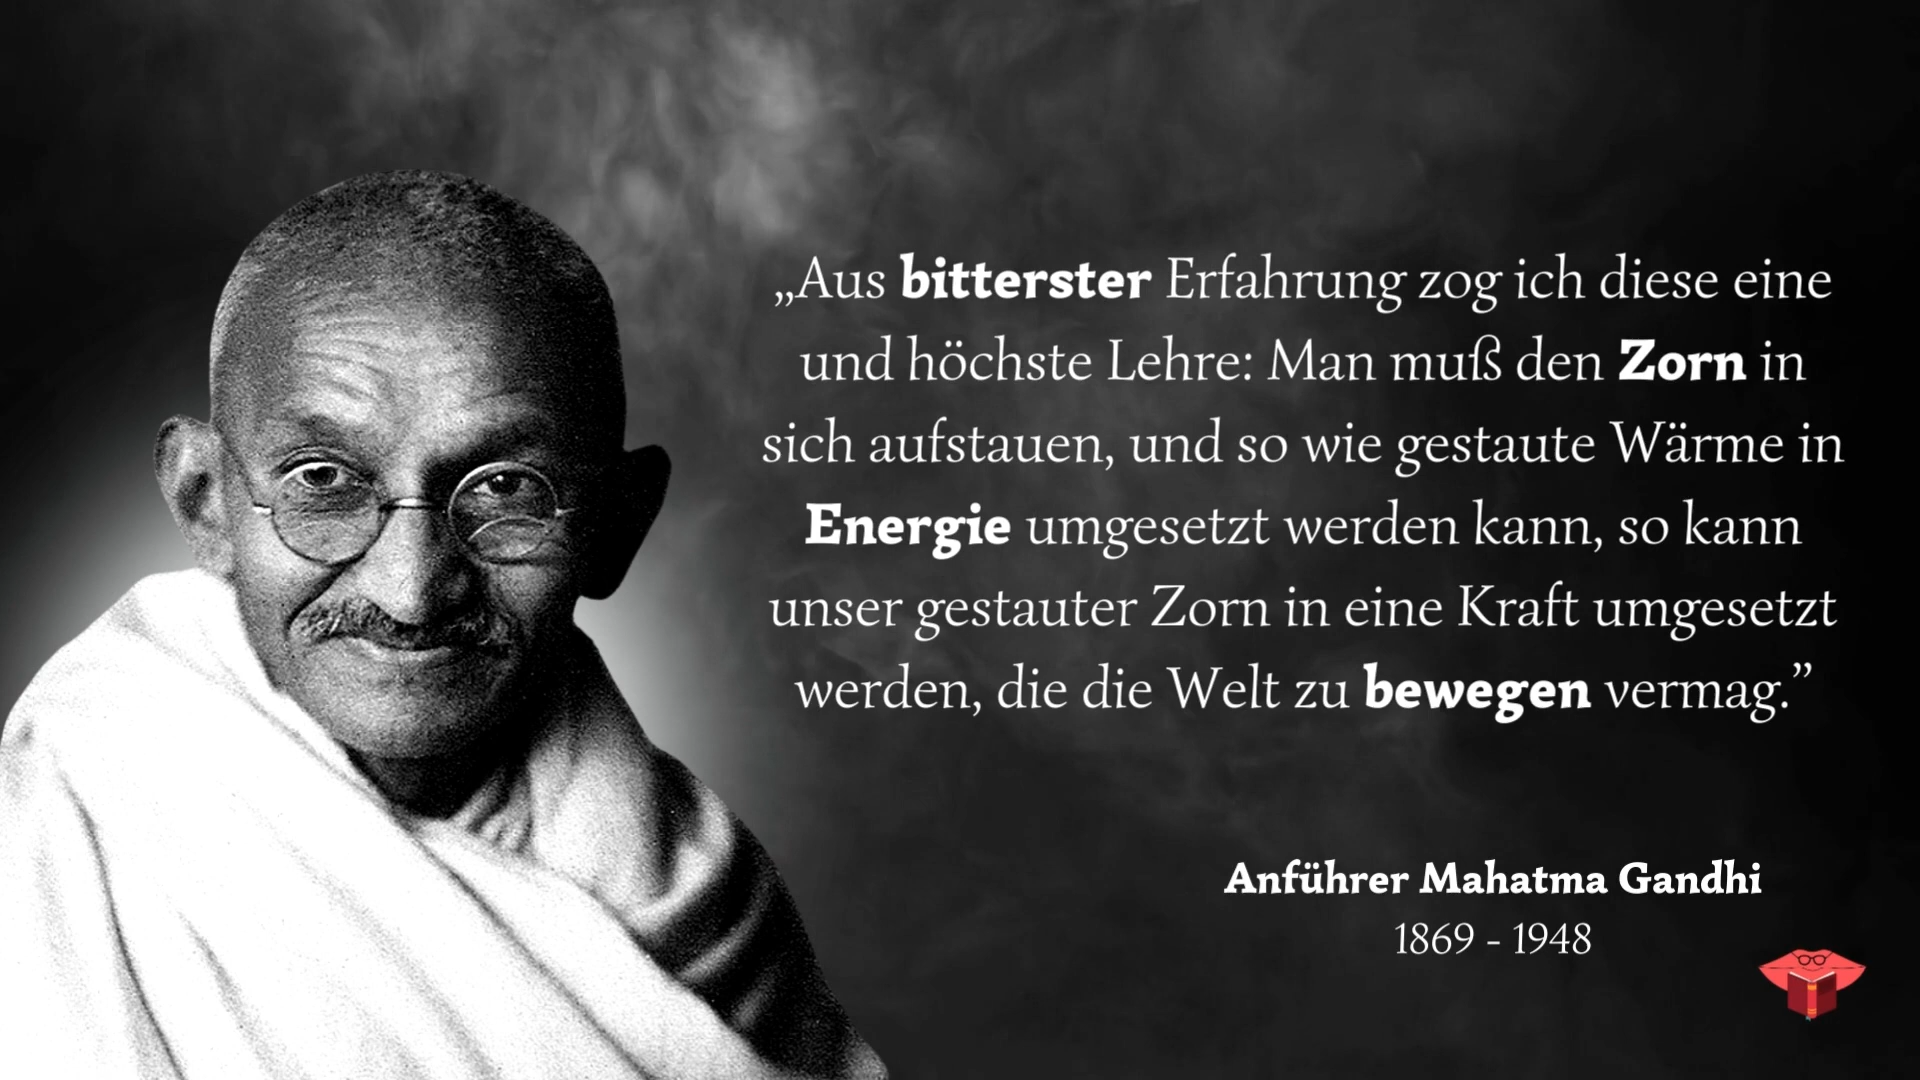 „Aus bitterster Erfahrung zog ich diese eine
und höchste Lehre: Man muß den Zorn in
sich aufstauen, und so wie gestaute Wärme in
Energie umgesetzt werden kann, so kann
unser gestauter Zorn in eine Kraft umgesetzt
werden, die die Welt zu bewegen vermag.”
Anführer Mahatma Gandhi
1869 - 1948